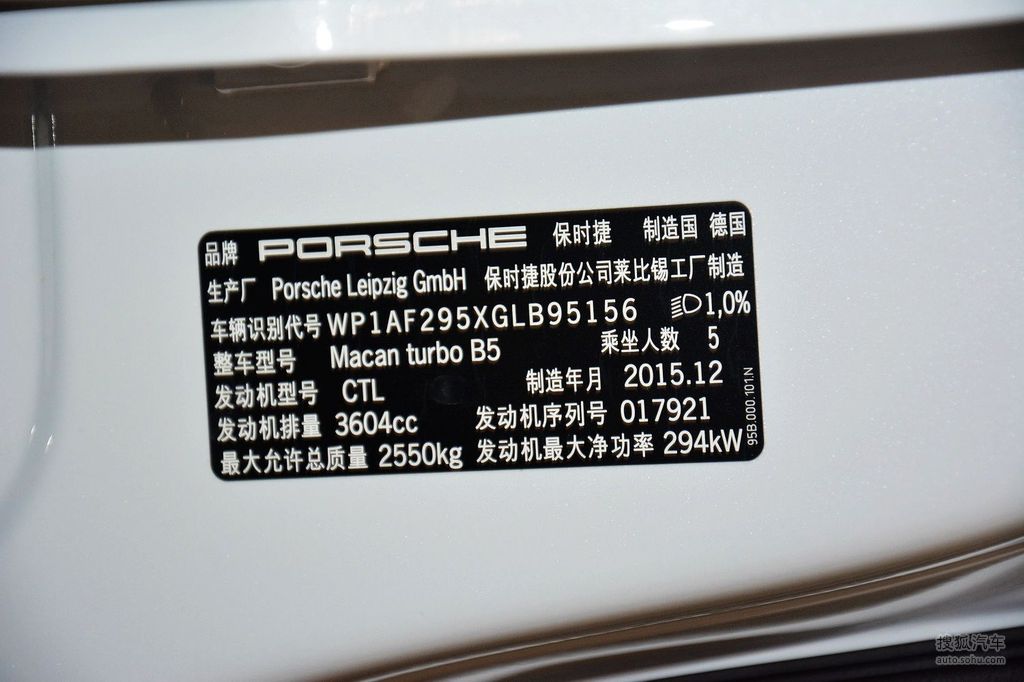 品牌 PORSCHE 保时捷 制造国 德国
生产厂 Porsche Leipzig GmbH 保时捷股份公司莱比锡工厂制造
车辆识别代号 WP1AF295XGLB95156 1,0%
整车型号 Macan turbo B5 乘坐人数 5
发动机型号 CTL 制造年月 2015.12
发动机排量 3604cc 发动机序列号 017921
最大允许总质量 2550kg 发动机最大净功率 294kW
95B.000.101.N
搜狐汽车
auto.sohu.com